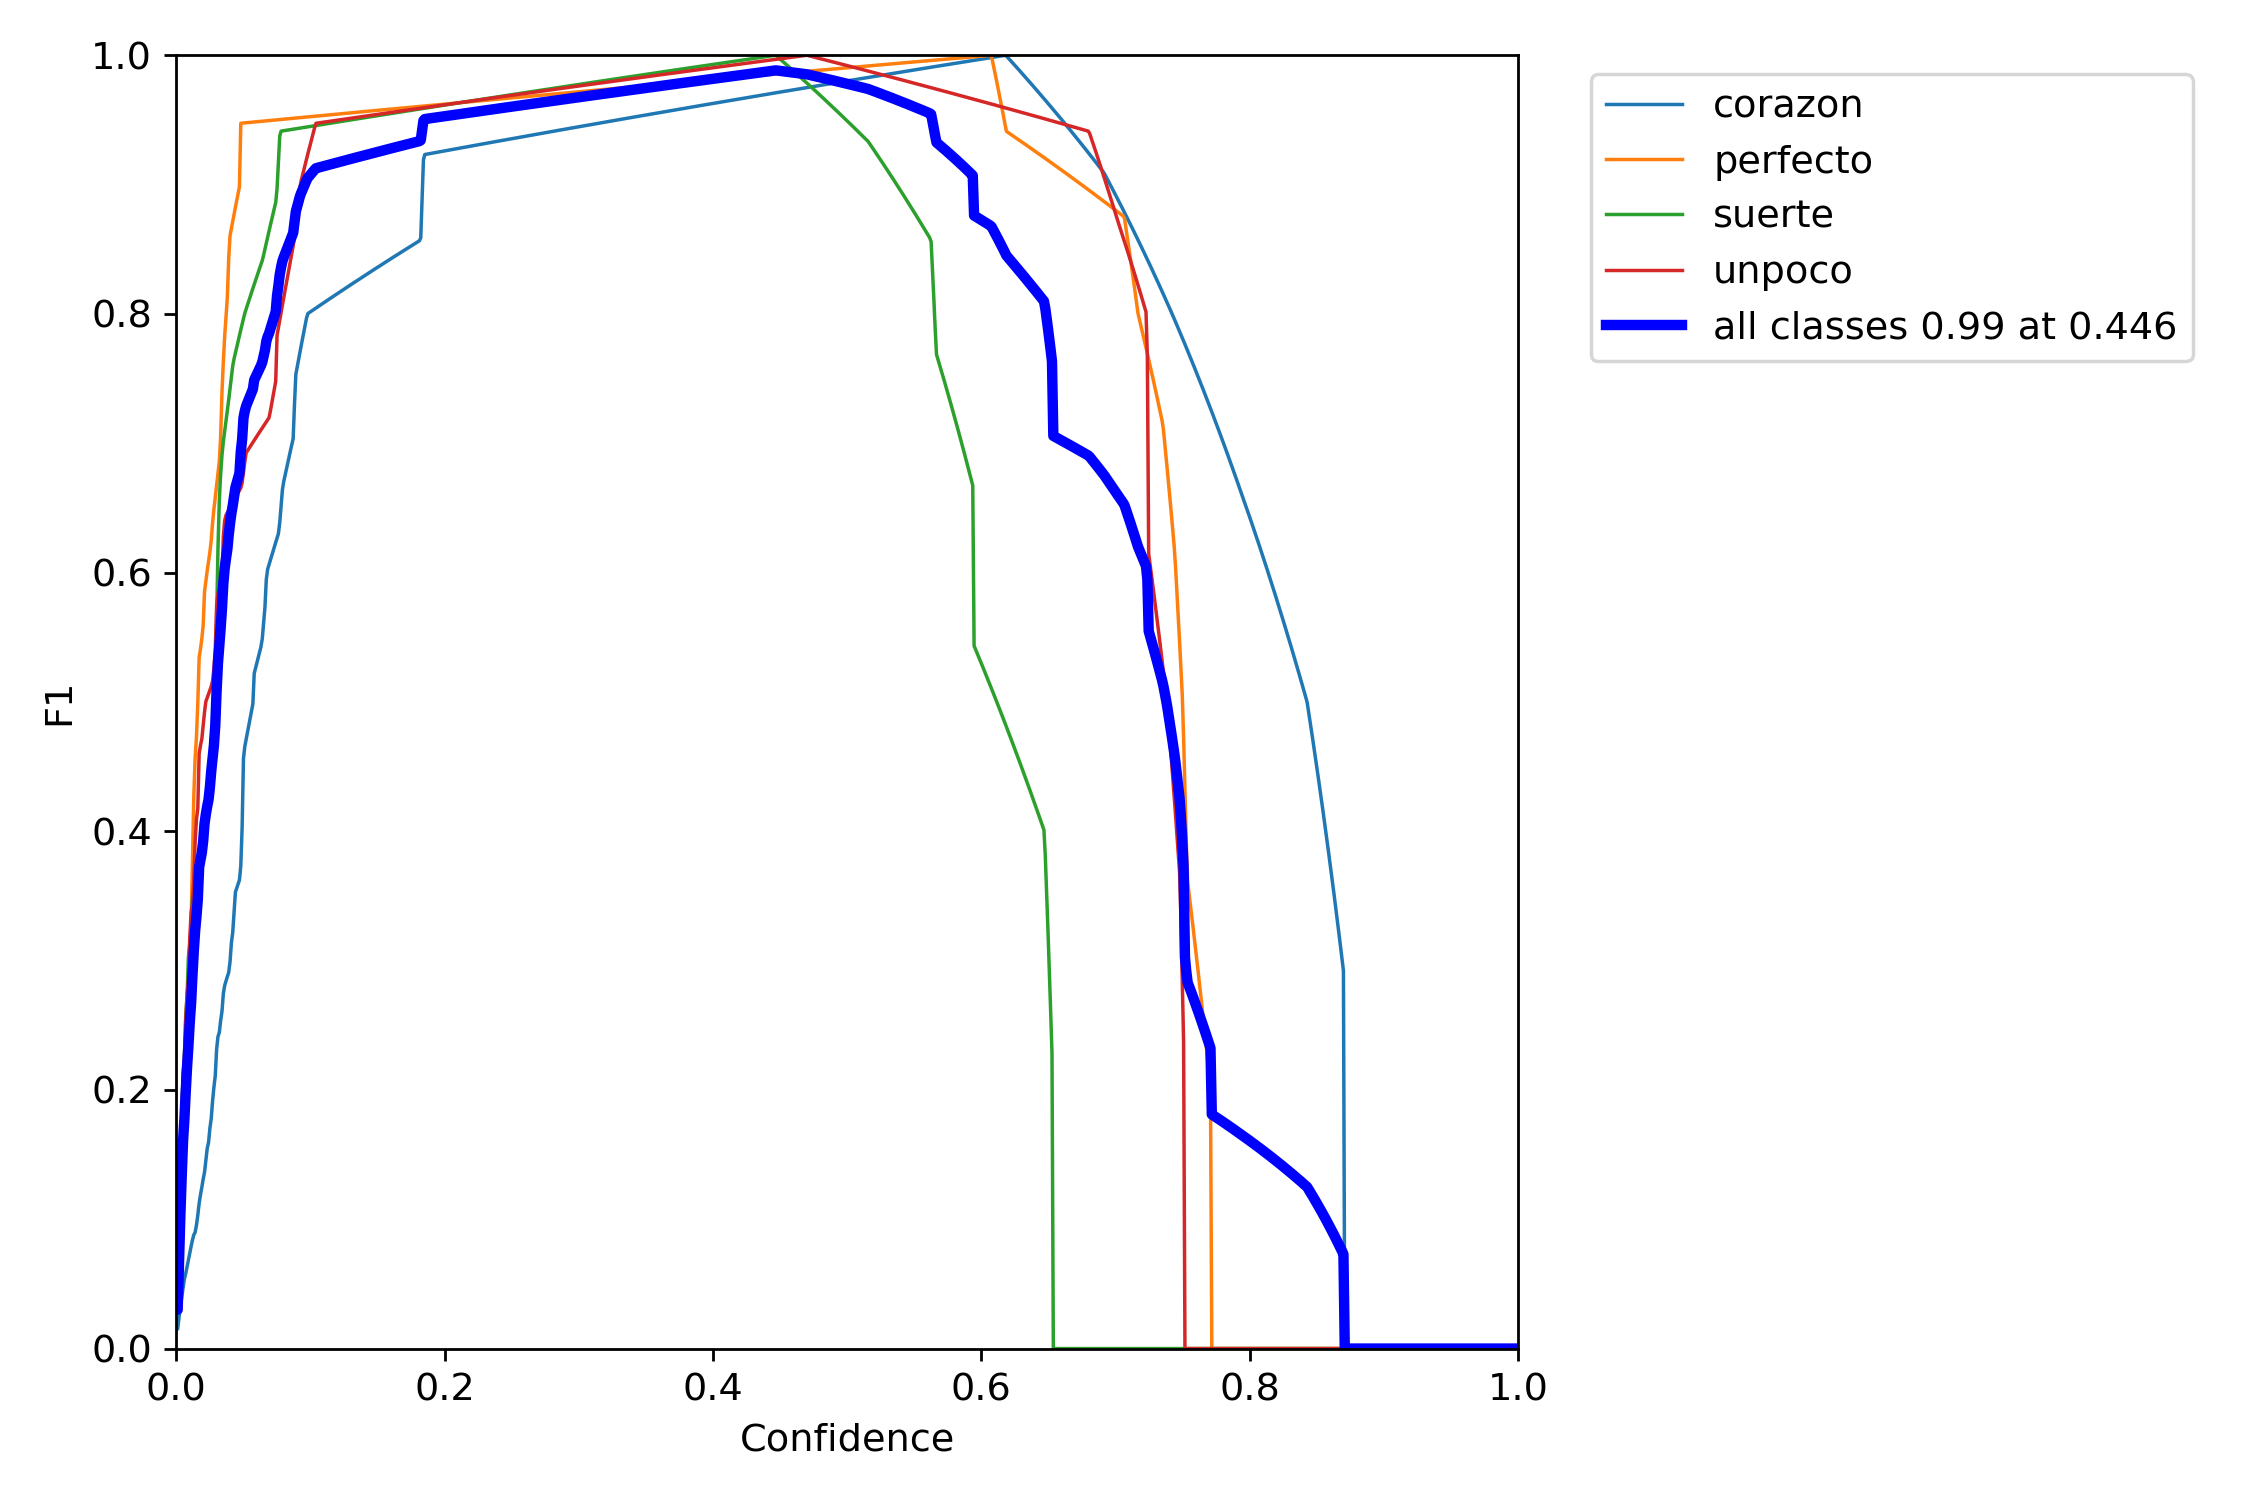 1.0
0.8
0.6
0.4
0.2
0.0
F1
0.0 0.2 0.4 0.6 0.8 1.0
Confidence
corazon
perfecto
suerte
unpoco
all classes 0.99 at 0.446